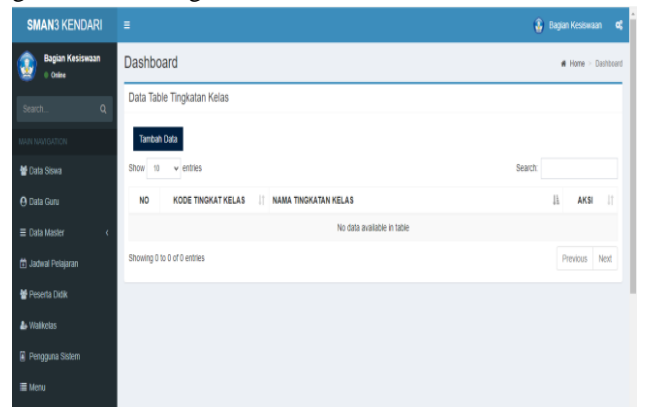 SMAN3 KENDARI
Bagian Kesiswaan
Bagian Kesiswaan
Online
Dashboard
Home > Dashboard
Search...
Data Table Tingkatan Kelas
MAIN NAVIGATION
Tambah Data
Data Siswa
Show 10 entries
Search:
Data Guru
NO KODE TINGKAT KELAS NAMA TINGKATAN KELAS AKSI
Data Master
No data available in table
Jadwal Pelajaran
Showing 0 to 0 of 0 entries
Previous Next
Peserta Didik
Walikelas
Pengguna Sistem
Menu